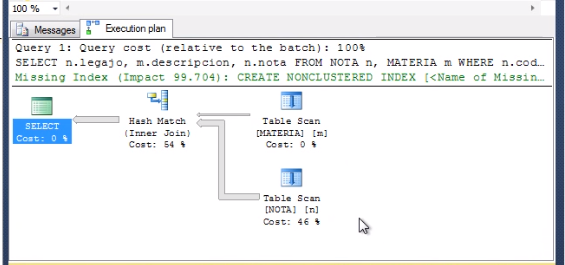 100 %
Messages
Execution plan
Query 1: Query cost (relative to the batch): 100%
SELECT n.legajo, m.descripcion, n.nota FROM NOTA n, MATERIA m WHERE n.cod…
Missing Index (Impact 99.704): CREATE NONCLUSTERED INDEX [<Name of Missin…
SELECT
Cost: 0 %
Hash Match
(Inner Join)
Cost: 54 %
Table Scan
[MATERIA] [m]
Cost: 0 %
Table Scan
[NOTA] [n]
Cost: 46 %